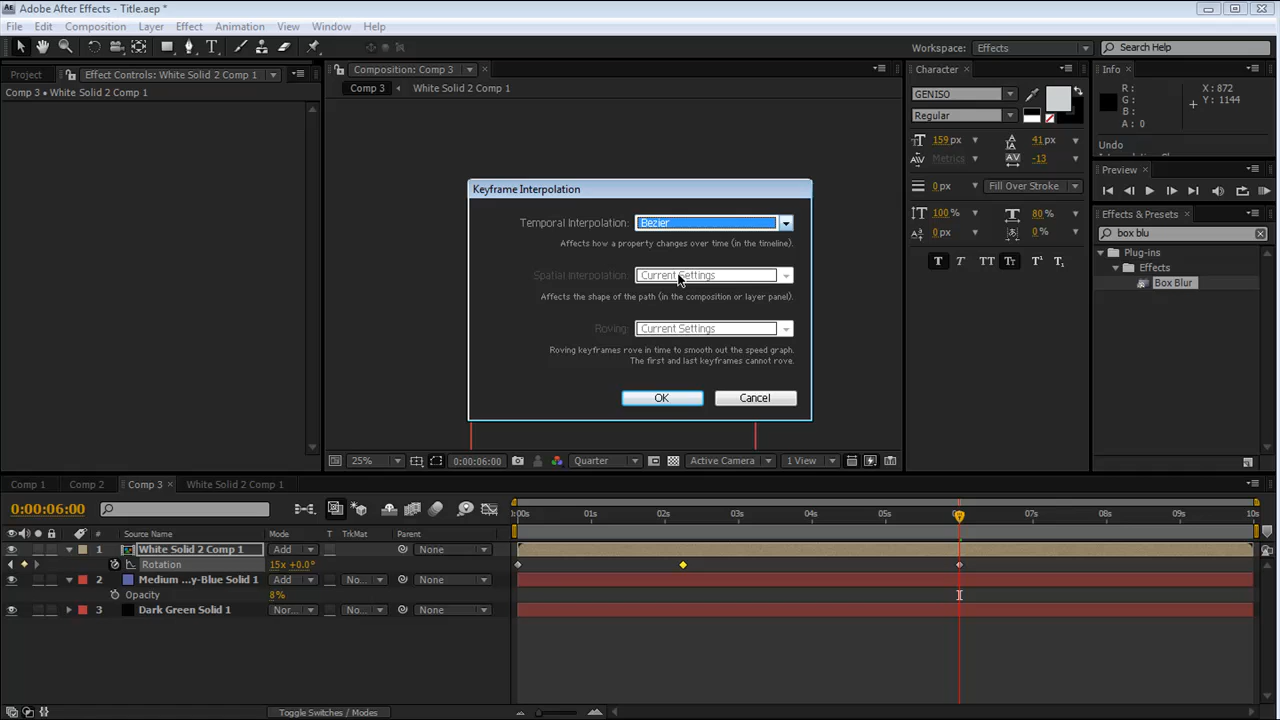 Adobe After Effects - Title.aep *
File Edit Composition Layer Effect Animation View Window Help
Workspace: Effects Search Help
Project Effect Controls: White Solid 2 Comp 1
Comp 3 • White Solid 2 Comp 1
Composition: Comp 3
Comp 3 White Solid 2 Comp 1
Keyframe Interpolation
Temporal Interpolation: Bezier
Affects how a property changes over time (in the timeline).
Spatial Interpolation: Current Settings
Affects the shape of the path (in the composition or layer panel).
Roving: Current Settings
Roving keyframes rove in time to smooth out the speed graph.
The first and last keyframes cannot rove.
OK Cancel
25% 0:00:06:00 Quarter Active Camera 1 View
Character
GENISO
Regular
159 px 41 px
Metrics -13
0 px Fill Over Stroke
100 % 80 %
0 px 0 %
T T TT Tr T¹ T₁
Info
R : X : 872
G : Y : 1144
B :
A : 0
Undo
Preview
Effects & Presets
box blu
Plug-ins
Effects
Box Blur
Comp 1 Comp 2 Comp 3 White Solid 2 Comp 1
0:00:06:00
# Source Name Mode T TrkMat Parent
1 White Solid 2 Comp 1 Add None
Rotation 15x +0.0°
2 Medium ...y-Blue Solid 1 Add No... None
Opacity 8%
3 Dark Green Solid 1 Nor... No... None
:00s 01s 02s 03s 04s 05s 07s 08s 09s 10s
Toggle Switches / Modes